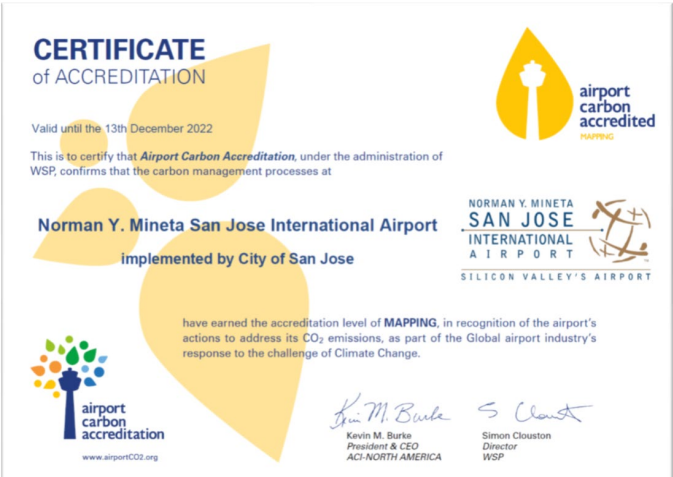 CERTIFICATE
of ACCREDITATION
airport
carbon
accredited
MAPPING
Valid until the 13th December 2022
This is to certify that Airport Carbon Accreditation, under the administration of
WSP, confirms that the carbon management processes at
Norman Y. Mineta San Jose International Airport
implemented by City of San Jose
NORMAN Y. MINETA
SAN JOSE
INTERNATIONAL
AIRPORT
SILICON VALLEY'S AIRPORT
have earned the accreditation level of MAPPING, in recognition of the airport's
actions to address its CO₂ emissions, as part of the Global airport industry's
response to the challenge of Climate Change.
airport
carbon
accreditation
www.airportCO2.org
Kevin M. Burke
Kevin M. Burke
President & CEO
ACI-NORTH AMERICA
S Clouston
Simon Clouston
Director
WSP